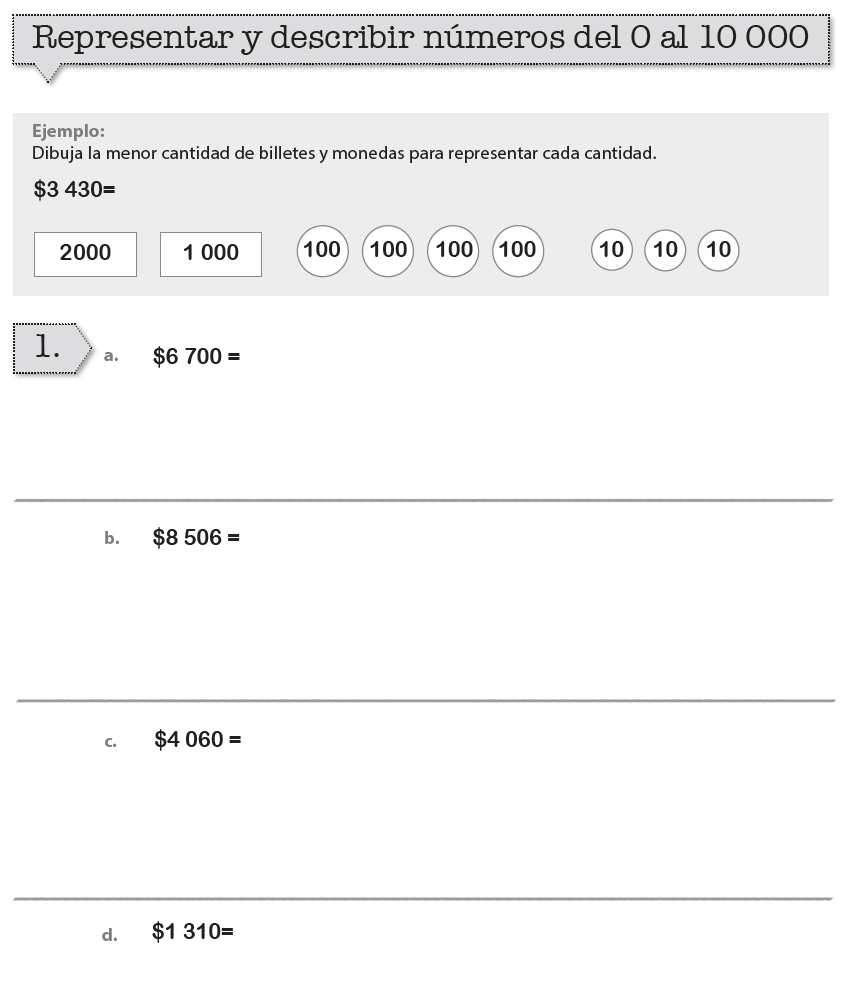 Representar y describir números del 0 al 10 000
Ejemplo:
Dibuja la menor cantidad de billetes y monedas para representar cada cantidad.
$3 430=
2000 1 000 100 100 100 100 10 10 10
1. a. $6 700 =
b. $8 506 =
c. $4 060 =
d. $1 310=